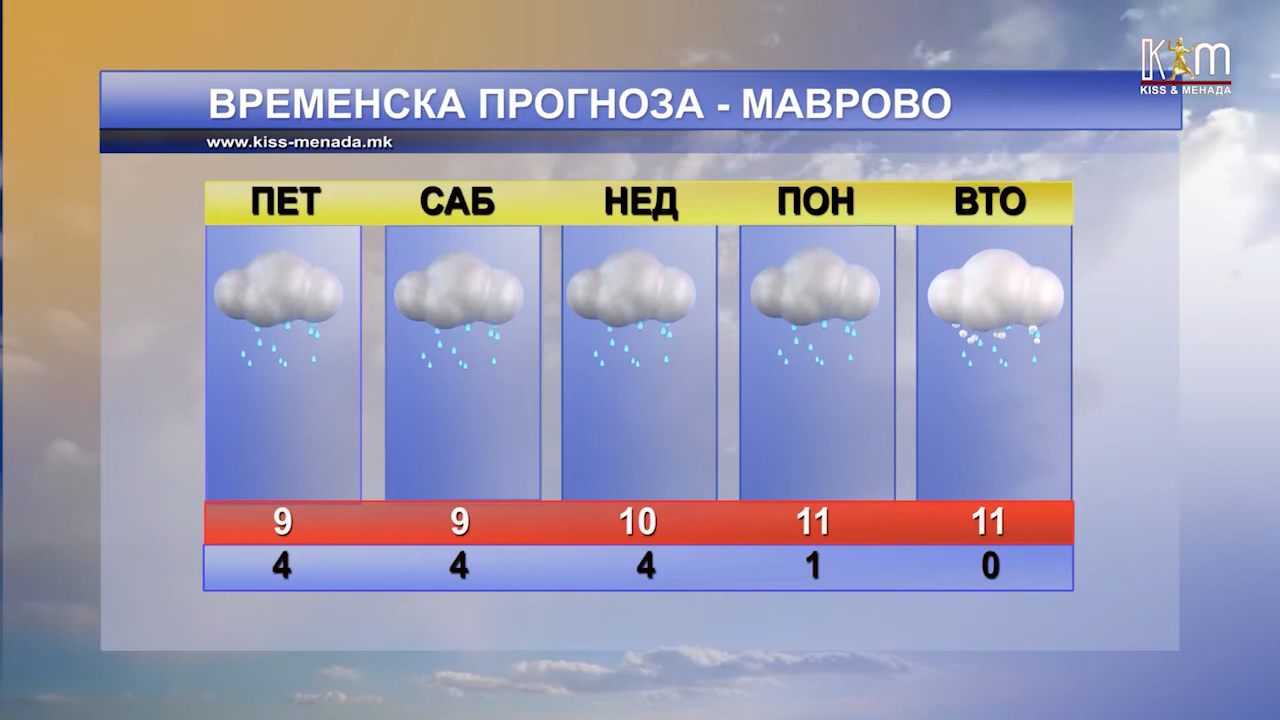 KM
KISS & МЕНАДА
ВРЕМЕНСКА ПРОГНОЗА - МАВРОВО
www.kiss-menada.mk
ПЕТ САБ НЕД ПОН ВТО
9 9 10 11 11
4 4 4 1 0